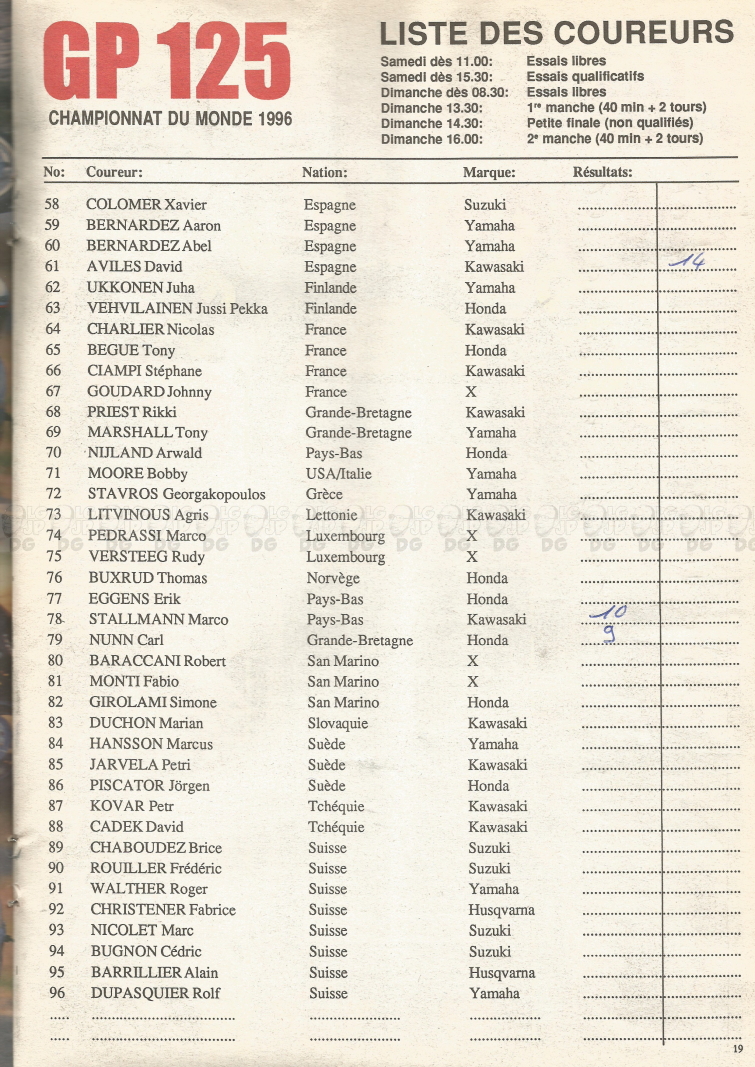 GP 125
CHAMPIONNAT DU MONDE 1996
LISTE DES COUREURS
Samedi dès 11.00: Essais libres
Samedi dès 15.30: Essais qualificatifs
Dimanche dès 08.30: Essais libres
Dimanche 13.30: 1re manche (40 min + 2 tours)
Dimanche 14.30: Petite finale (non qualifiés)
Dimanche 16.00: 2e manche (40 min + 2 tours)
No: Coureur: Nation: Marque: Résultats:
58 COLOMER Xavier Espagne Suzuki
59 BERNARDEZ Aaron Espagne Yamaha
60 BERNARDEZ Abel Espagne Yamaha
61 AVILES David Espagne Kawasaki 14
62 UKKONEN Juha Finlande Yamaha
63 VEHVILAINEN Jussi Pekka Finlande Honda
64 CHARLIER Nicolas France Kawasaki
65 BEGUE Tony France Honda
66 CIAMPI Stéphane France Kawasaki
67 GOUDARD Johnny France X
68 PRIEST Rikki Grande-Bretagne Kawasaki
69 MARSHALL Tony Grande-Bretagne Yamaha
70 NIJLAND Arwald Pays-Bas Honda
71 MOORE Bobby USA/Italie Yamaha
72 STAVROS Georgakopoulos Grèce Yamaha
73 LITVINOUS Agris Lettonie Kawasaki
74 PEDRASSI Marco Luxembourg X
75 VERSTEEG Rudy Luxembourg X
76 BUXRUD Thomas Norvège Honda
77 EGGENS Erik Pays-Bas Honda
78 STALLMANN Marco Pays-Bas Kawasaki 10
79 NUNN Carl Grande-Bretagne Honda 9
80 BARACCANI Robert San Marino X
81 MONTI Fabio San Marino X
82 GIROLAMI Simone San Marino Honda
83 DUCHON Marian Slovaquie Kawasaki
84 HANSSON Marcus Suède Yamaha
85 JARVELA Petri Suède Kawasaki
86 PISCATOR Jörgen Suède Honda
87 KOVAR Petr Tchéquie Kawasaki
88 CADEK David Tchéquie Kawasaki
89 CHABOUDEZ Brice Suisse Suzuki
90 ROUILLER Frédéric Suisse Suzuki
91 WALTHER Roger Suisse Yamaha
92 CHRISTENER Fabrice Suisse Husqvarna
93 NICOLET Marc Suisse Suzuki
94 BUGNON Cédric Suisse Suzuki
95 BARRILLIER Alain Suisse Husqvarna
96 DUPASQUIER Rolf Suisse Yamaha
19